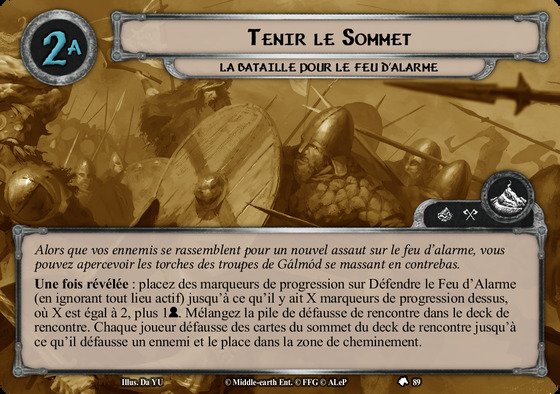 2A
TENIR LE SOMMET
LA BATAILLE POUR LE FEU D'ALARME
Alors que vos ennemis se rassemblent pour un nouvel assaut sur le feu d'alarme, vous
pouvez apercevoir les torches des troupes de Gálmód se massant en contrebas.
Une fois révélée : placez des marqueurs de progression sur Défendre le Feu d'Alarme
(en ignorant tout lieu actif) jusqu'à ce qu'il y ait X marqueurs de progression dessus,
où X est égal à 2, plus 1. Mélangez la pile de défausse de rencontre dans le deck de
rencontre. Chaque joueur défausse des cartes du sommet du deck de rencontre jusqu'à
ce qu'il défausse un ennemi et le place dans la zone de cheminement.
Illus. Da YU © Middle-earth Ent. © FFG © ALeP 89